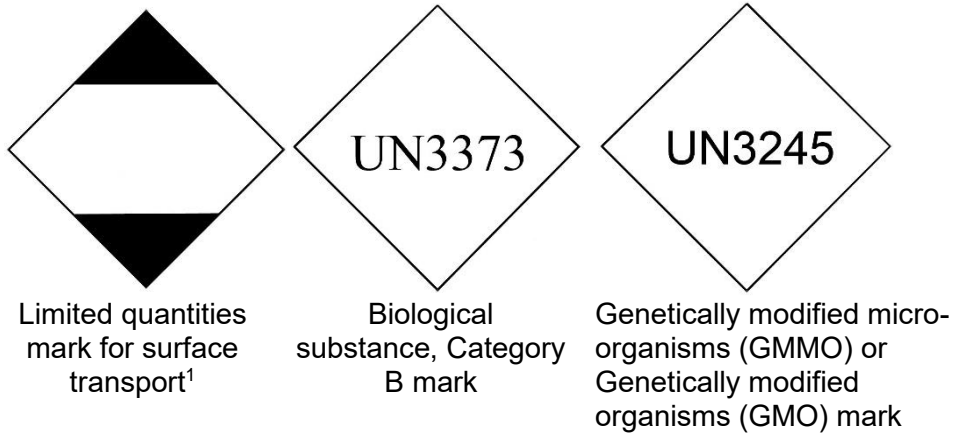 UN3373
UN3245
Limited quantities
mark for surface
transport1
Biological
substance, Category
B mark
Genetically modified micro-
organisms (GMMO) or
Genetically modified
organisms (GMO) mark